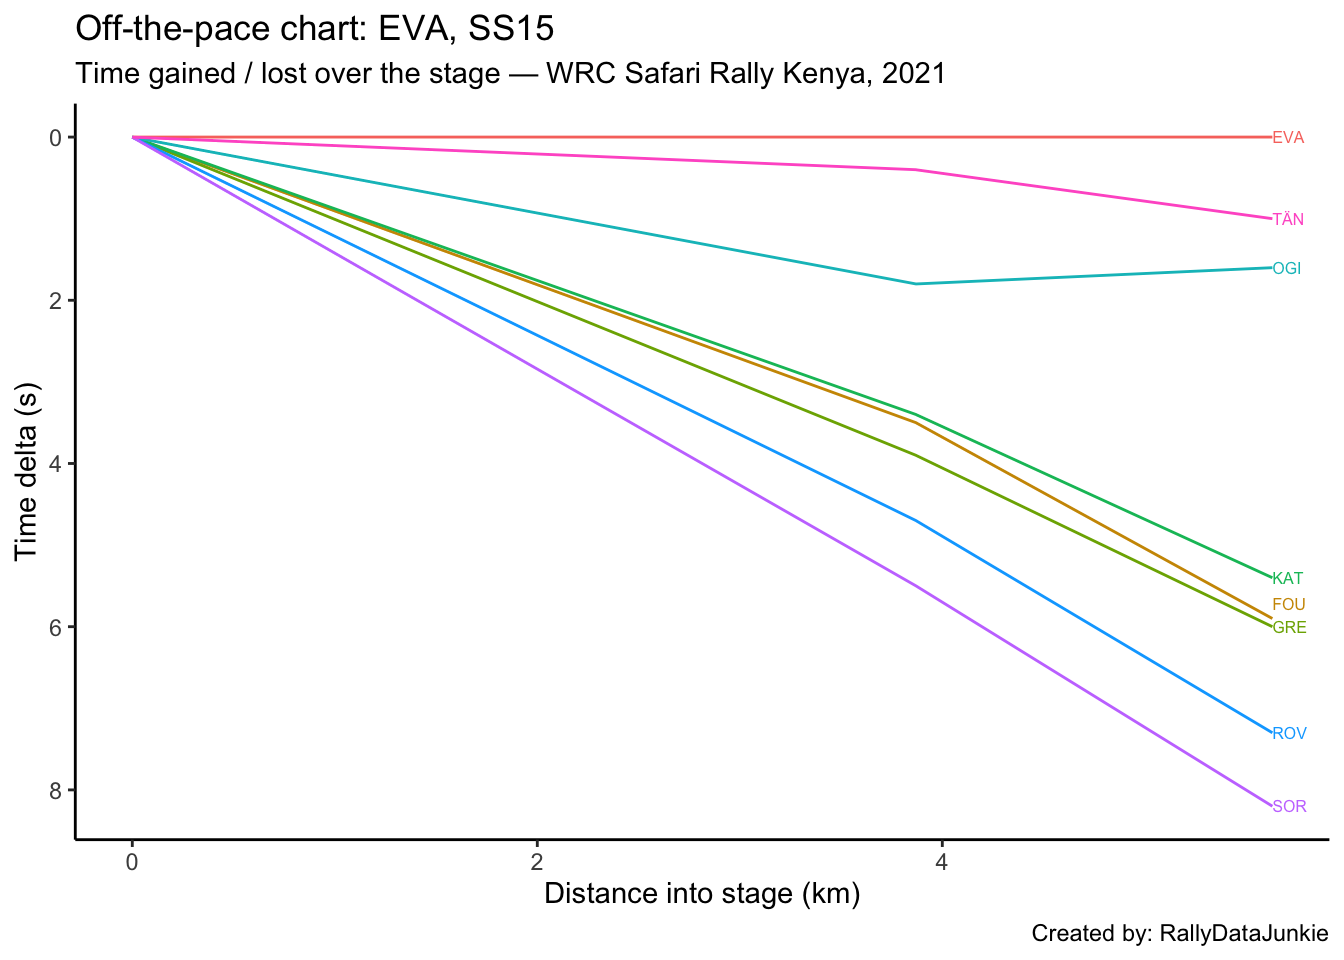 Off-the-pace chart: EVA, SS15
Time gained / lost over the stage — WRC Safari Rally Kenya, 2021
Time delta (s)
0
2
4
6
8
EVA
TÄN
OGI
KAT
FOU
GRE
ROV
SOR
0 2 4
Distance into stage (km)
Created by: RallyDataJunkie